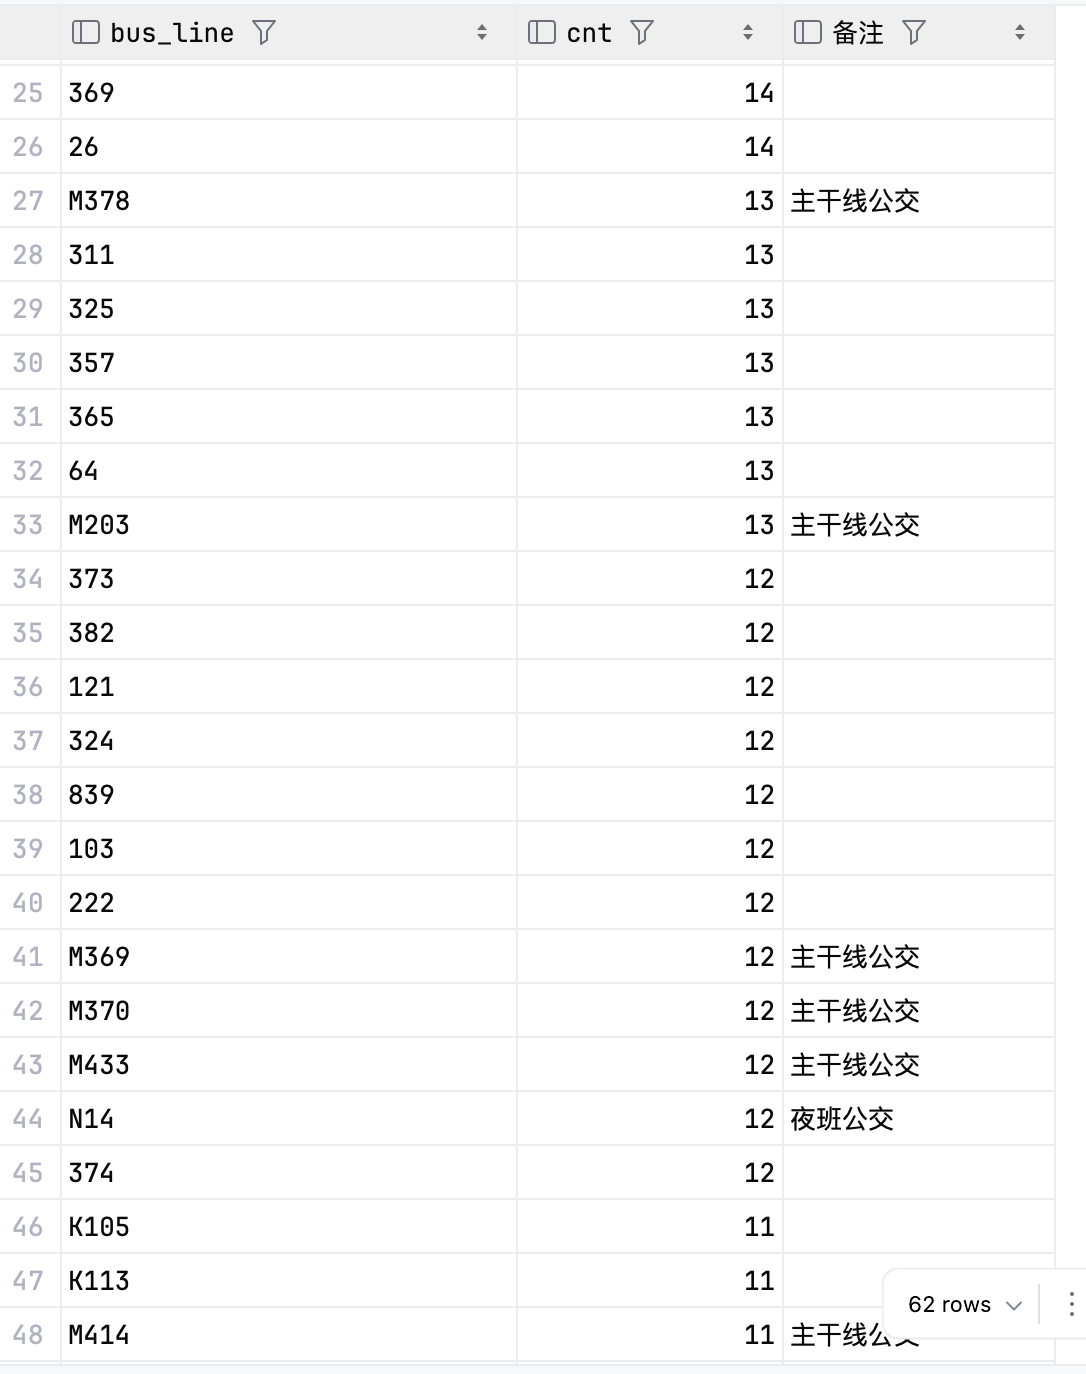 bus_line cnt 备注
25 369 14
26 26 14
27 M378 13 主干线公交
28 311 13
29 325 13
30 357 13
31 365 13
32 64 13
33 M203 13 主干线公交
34 373 12
35 382 12
36 121 12
37 324 12
38 839 12
39 103 12
40 222 12
41 M369 12 主干线公交
42 M370 12 主干线公交
43 M433 12 主干线公交
44 N14 12 夜班公交
45 374 12
46 K105 11
47 K113 11
62 rows
48 M414 11 主干线公交